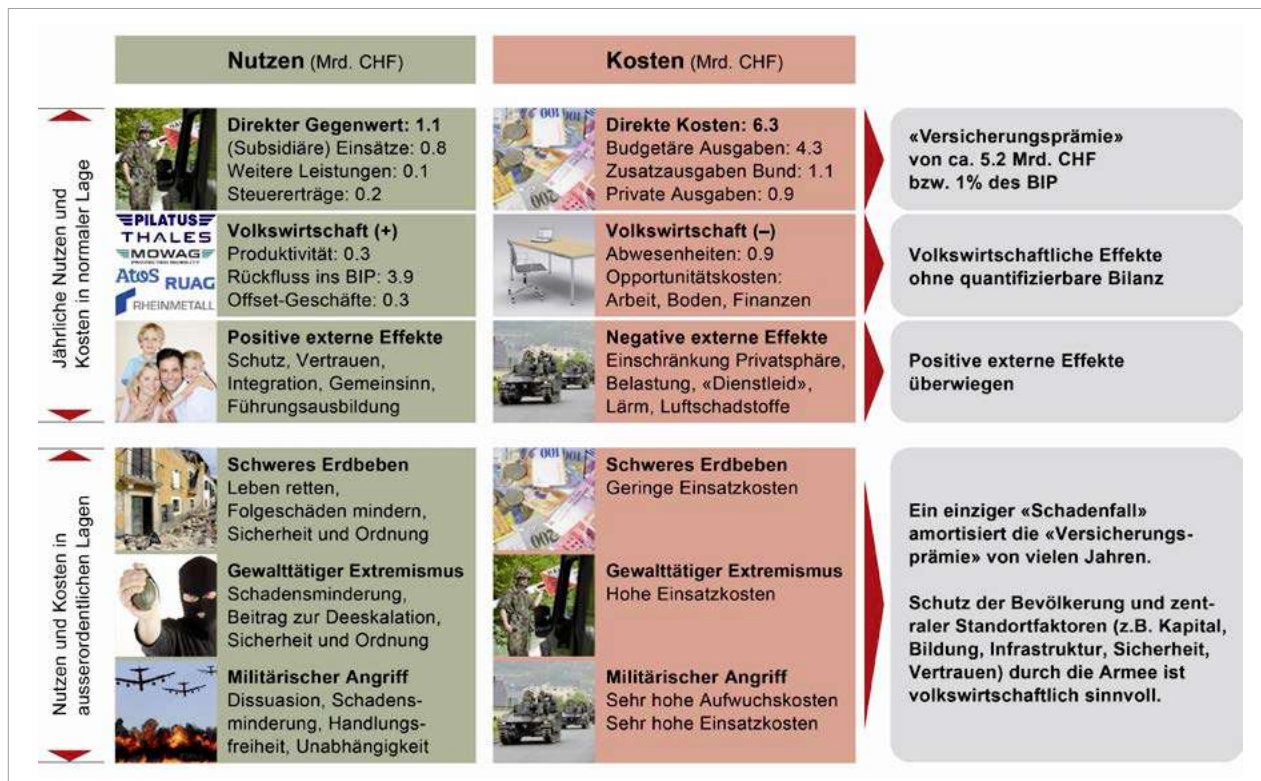 Nutzen (Mrd. CHF)
Kosten (Mrd. CHF)
Jährliche Nutzen und
Kosten in normaler Lage
Direkter Gegenwert: 1.1
(Subsidiäre) Einsätze: 0.8
Weitere Leistungen: 0.1
Steuererträge: 0.2
Direkte Kosten: 6.3
Budgetäre Ausgaben: 4.3
Zusatzausgaben Bund: 1.1
Private Ausgaben: 0.9
«Versicherungsprämie»
von ca. 5.2 Mrd. CHF
bzw. 1% des BIP
PILATUS
THALES
MOWAG
AtoS
RUAG
RHEINMETALL
Volkswirtschaft (+)
Produktivität: 0.3
Rückfluss ins BIP: 3.9
Offset-Geschäfte: 0.3
Volkswirtschaft (–)
Abwesenheiten: 0.9
Opportunitätskosten:
Arbeit, Boden, Finanzen
Volkswirtschaftliche Effekte
ohne quantifizierbare Bilanz
Positive externe Effekte
Schutz, Vertrauen,
Integration, Gemeinsinn,
Führungsausbildung
Negative externe Effekte
Einschränkung Privatsphäre,
Belastung, «Dienstleid»,
Lärm, Luftschadstoffe
Positive externe Effekte
überwiegen
Nutzen und Kosten in
ausserordentlichen Lagen
Schweres Erdbeben
Leben retten,
Folgeschäden mindern,
Sicherheit und Ordnung
Schweres Erdbeben
Geringe Einsatzkosten
Gewalttätiger Extremismus
Schadensminderung,
Beitrag zur Deeskalation,
Sicherheit und Ordnung
Gewalttätiger Extremismus
Hohe Einsatzkosten
Militärischer Angriff
Dissuasion, Schadens-
minderung, Handlungs-
freiheit, Unabhängigkeit
Militärischer Angriff
Sehr hohe Aufwuchskosten
Sehr hohe Einsatzkosten
Ein einziger «Schadenfall»
amortisiert die «Versicherungs-
prämie» von vielen Jahren.
Schutz der Bevölkerung und zent-
raler Standortfaktoren (z.B. Kapital,
Bildung, Infrastruktur, Sicherheit,
Vertrauen) durch die Armee ist
volkswirtschaftlich sinnvoll.